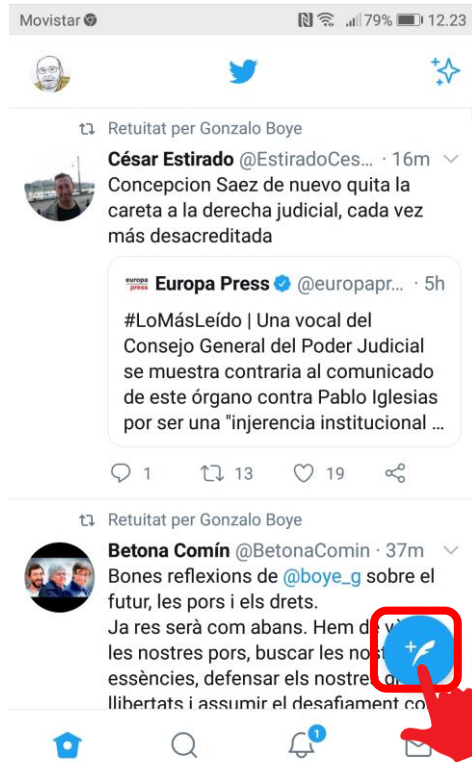 Movistar 79% 12.23
Retuitat per Gonzalo Boye
César Estirado @EstiradoCes... · 16m
Concepcion Saez de nuevo quita la
careta a la derecha judicial, cada vez
más desacreditada
europa press Europa Press @europapr... · 5h
#LoMásLeído | Una vocal del
Consejo General del Poder Judicial
se muestra contraria al comunicado
de este órgano contra Pablo Iglesias
por ser una "injerencia institucional ...
1 13 19
Retuitat per Gonzalo Boye
Betona Comín @BetonaComin · 37m
Bones reflexions de @boye_g sobre el
futur, les pors i els drets.
Ja res serà com abans. Hem de
les nostres pors, buscar les
essències, defensar els nostres
llibertats i assumir el desafiament
1